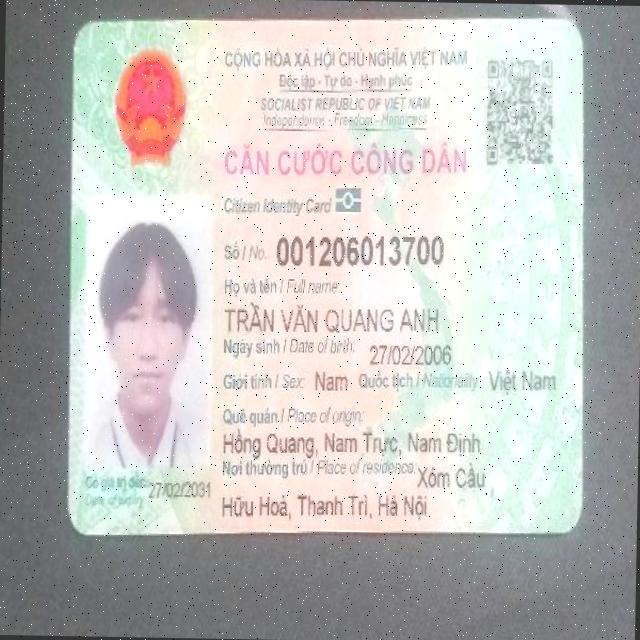 CỘNG HÒA XÃ HỘI CHỦ NGHĨA VIỆT NAM
Độc lập - Tự do - Hạnh phúc
SOCIALIST REPUBLIC OF VIET NAM
Independence - Freedom - Happiness
CĂN CƯỚC CÔNG DÂN
Citizen Identity Card
Số / No. 001206013700
Họ và tên / Full name:
TRẦN VĂN QUANG ANH
Ngày sinh / Date of birth: 27/02/2006
Giới tính / Sex: Nam Quốc tịch / Nationality: Việt Nam
Quê quán / Place of origin:
Hồng Quang, Nam Trực, Nam Định
Nơi thường trú / Place of residence: Xóm Cầu
Hữu Hoà, Thanh Trì, Hà Nội
Có giá trị đến: 27/02/2031
Date of expiry